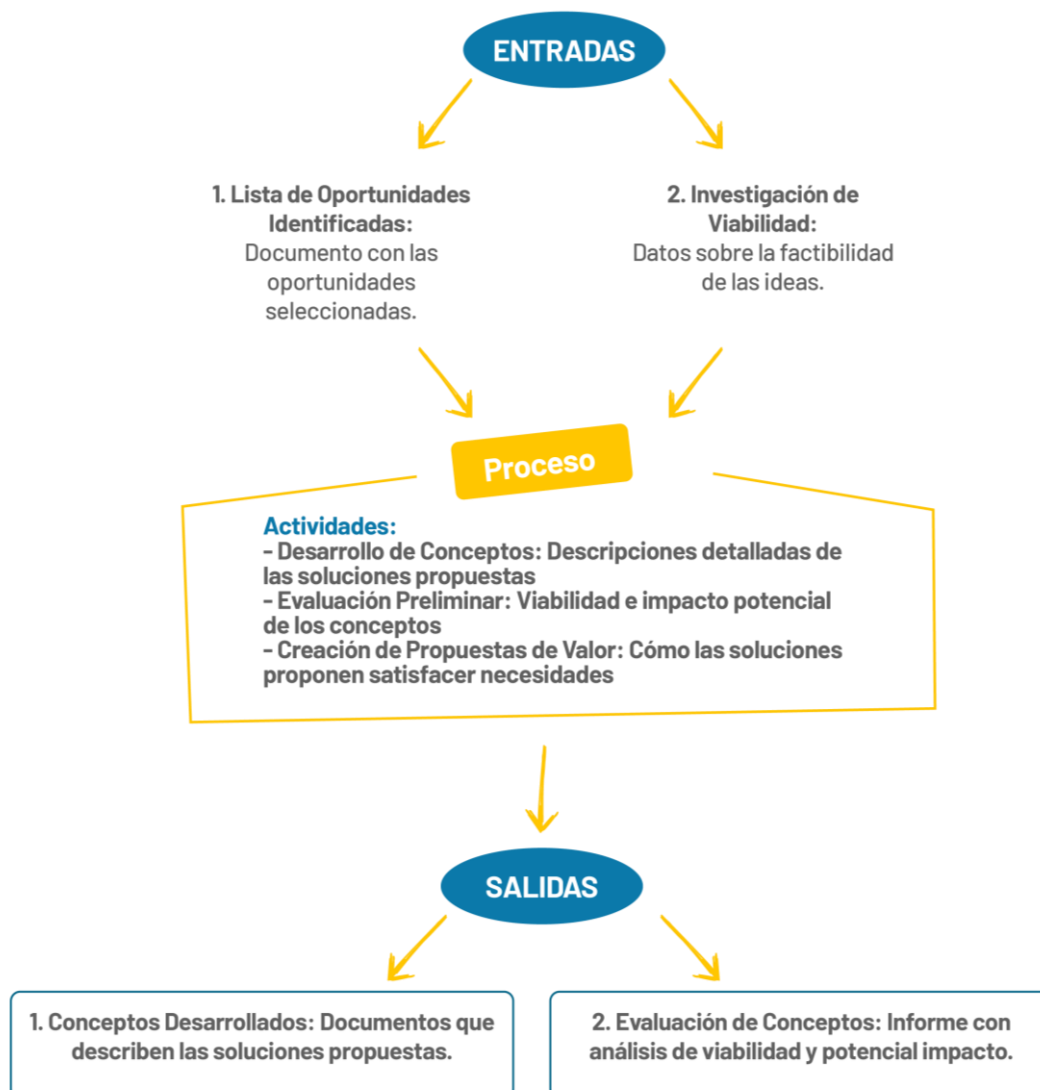 ENTRADAS
1. Lista de Oportunidades
Identificadas:
Documento con las
oportunidades
seleccionadas.
2. Investigación de
Viabilidad:
Datos sobre la factibilidad
de las ideas.
Proceso
Actividades:
- Desarrollo de Conceptos: Descripciones detalladas de
las soluciones propuestas
- Evaluación Preliminar: Viabilidad e impacto potencial
de los conceptos
- Creación de Propuestas de Valor: Cómo las soluciones
proponen satisfacer necesidades
SALIDAS
1. Conceptos Desarrollados: Documentos que
describen las soluciones propuestas.
2. Evaluación de Conceptos: Informe con
análisis de viabilidad y potencial impacto.